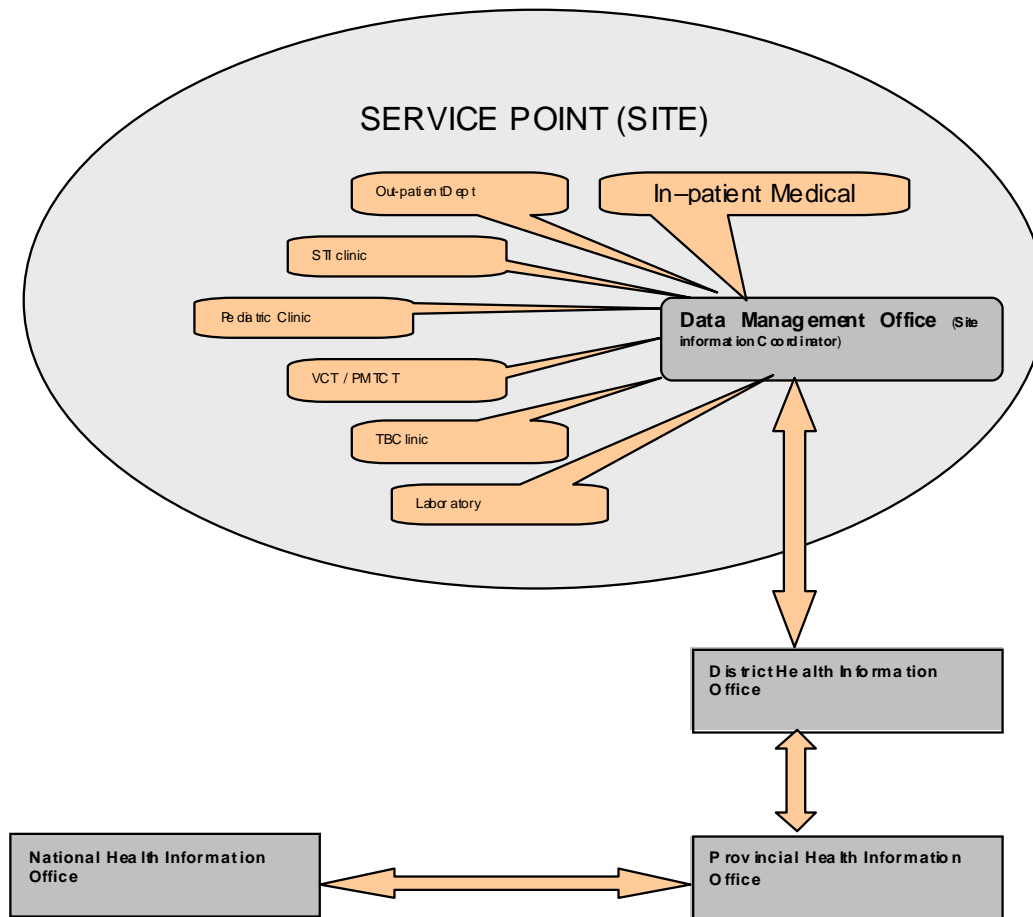 SERVICE POINT (SITE)
Out-patient Dept
In–patient Medical
STI clinic
Pediatric Clinic
Data Management Office (Site
information Coordinator)
VCT / PMTCT
TB Clinic
Laboratory
District Health Information
Office
National Health Information
Office
Provincial Health Information
Office